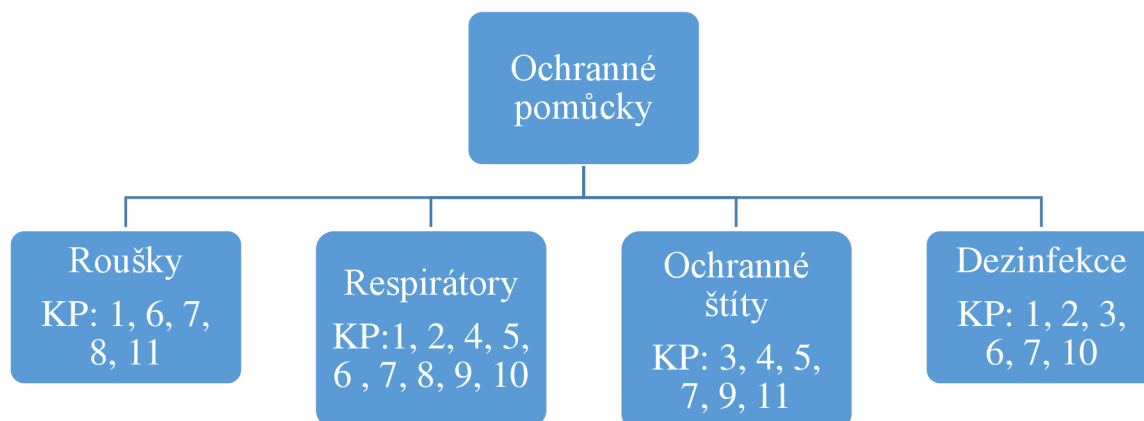 Ochranné
pomůcky
Roušky
KP: 1, 6, 7,
8, 11
Respirátory
KP:1, 2, 4, 5,
6 , 7, 8, 9, 10
Ochranné
štíty
KP: 3, 4, 5,
7, 9, 11
Dezinfekce
KP: 1, 2, 3,
6, 7, 10